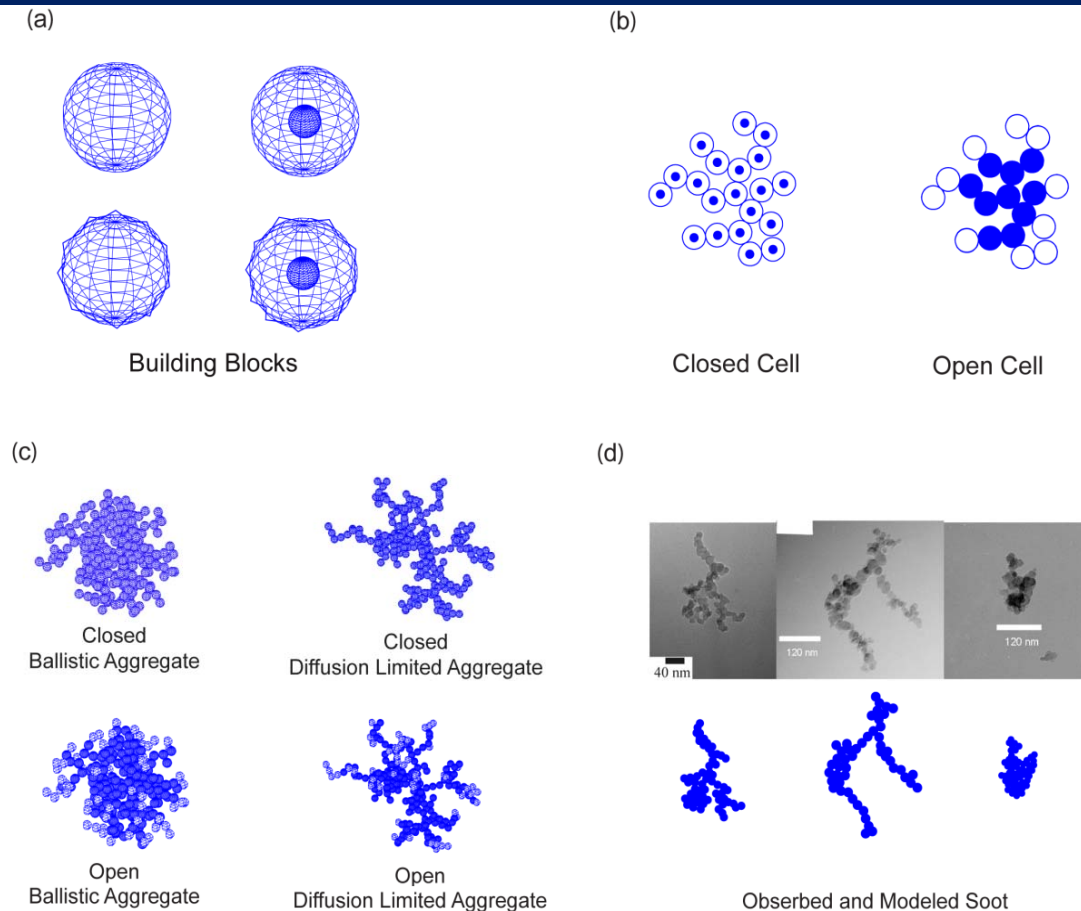 (a)
(b)
Building Blocks
Closed Cell
Open Cell
(c)
(d)
Closed
Ballistic Aggregate
Closed
Diffusion Limited Aggregate
40 nm
120 nm
120 nm
Open
Ballistic Aggregate
Open
Diffusion Limited Aggregate
Obserbed and Modeled Soot